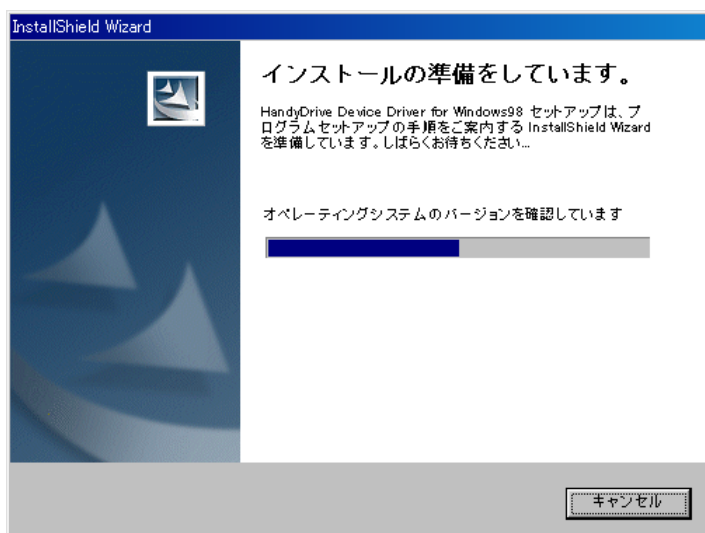 InstallShield Wizard
インストールの準備をしています。
HandyDrive Device Driver for Windows98 セットアップは、プ
ログラムセットアップの手順をご案内する InstallShield Wizard
を準備しています。しばらくお待ちください...
オペレーティングシステムのバージョンを確認しています
キャンセル